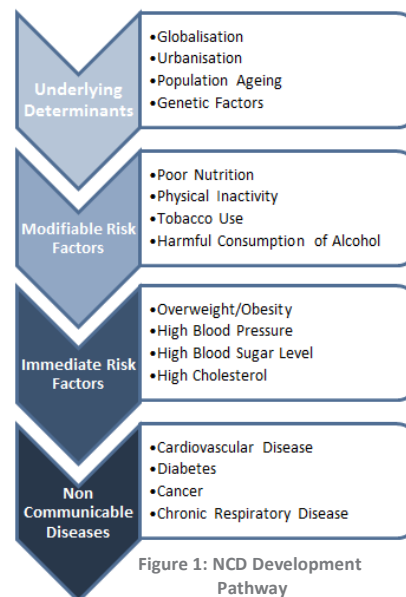 Underlying
Determinants
•Globalisation
•Urbanisation
•Population Ageing
•Genetic Factors
Modifiable Risk
Factors
•Poor Nutrition
•Physical Inactivity
•Tobacco Use
•Harmful Consumption of Alcohol
Immediate Risk
Factors
•Overweight/Obesity
•High Blood Pressure
•High Blood Sugar Level
•High Cholesterol
Non
Communicable
Diseases
•Cardiovascular Disease
•Diabetes
•Cancer
•Chronic Respiratory Disease
Figure 1: NCD Development
Pathway